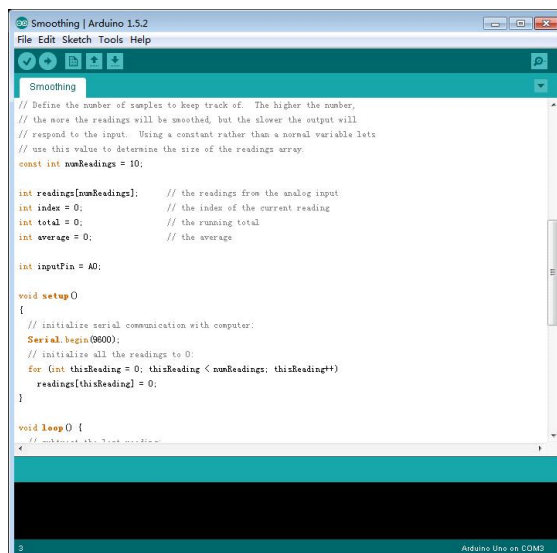 Smoothing | Arduino 1.5.2
File Edit Sketch Tools Help
Smoothing
// Define the number of samples to keep track of.  The higher the number,
// the more the readings will be smoothed, but the slower the output will
// respond to the input.  Using a constant rather than a normal variable lets
// use this value to determine the size of the readings array.
const int numReadings = 10;
int readings[numReadings];      // the readings from the analog input
int index = 0;                  // the index of the current reading
int total = 0;                  // the running total
int average = 0;                // the average
int inputPin = A0;
void setup()
{
  // initialize serial communication with computer:
  Serial.begin(9600);
  // initialize all the readings to 0:
  for (int thisReading = 0; thisReading < numReadings; thisReading++)
    readings[thisReading] = 0;
}
void loop() {
  // subtract the last reading:
3
Arduino Uno on COM3